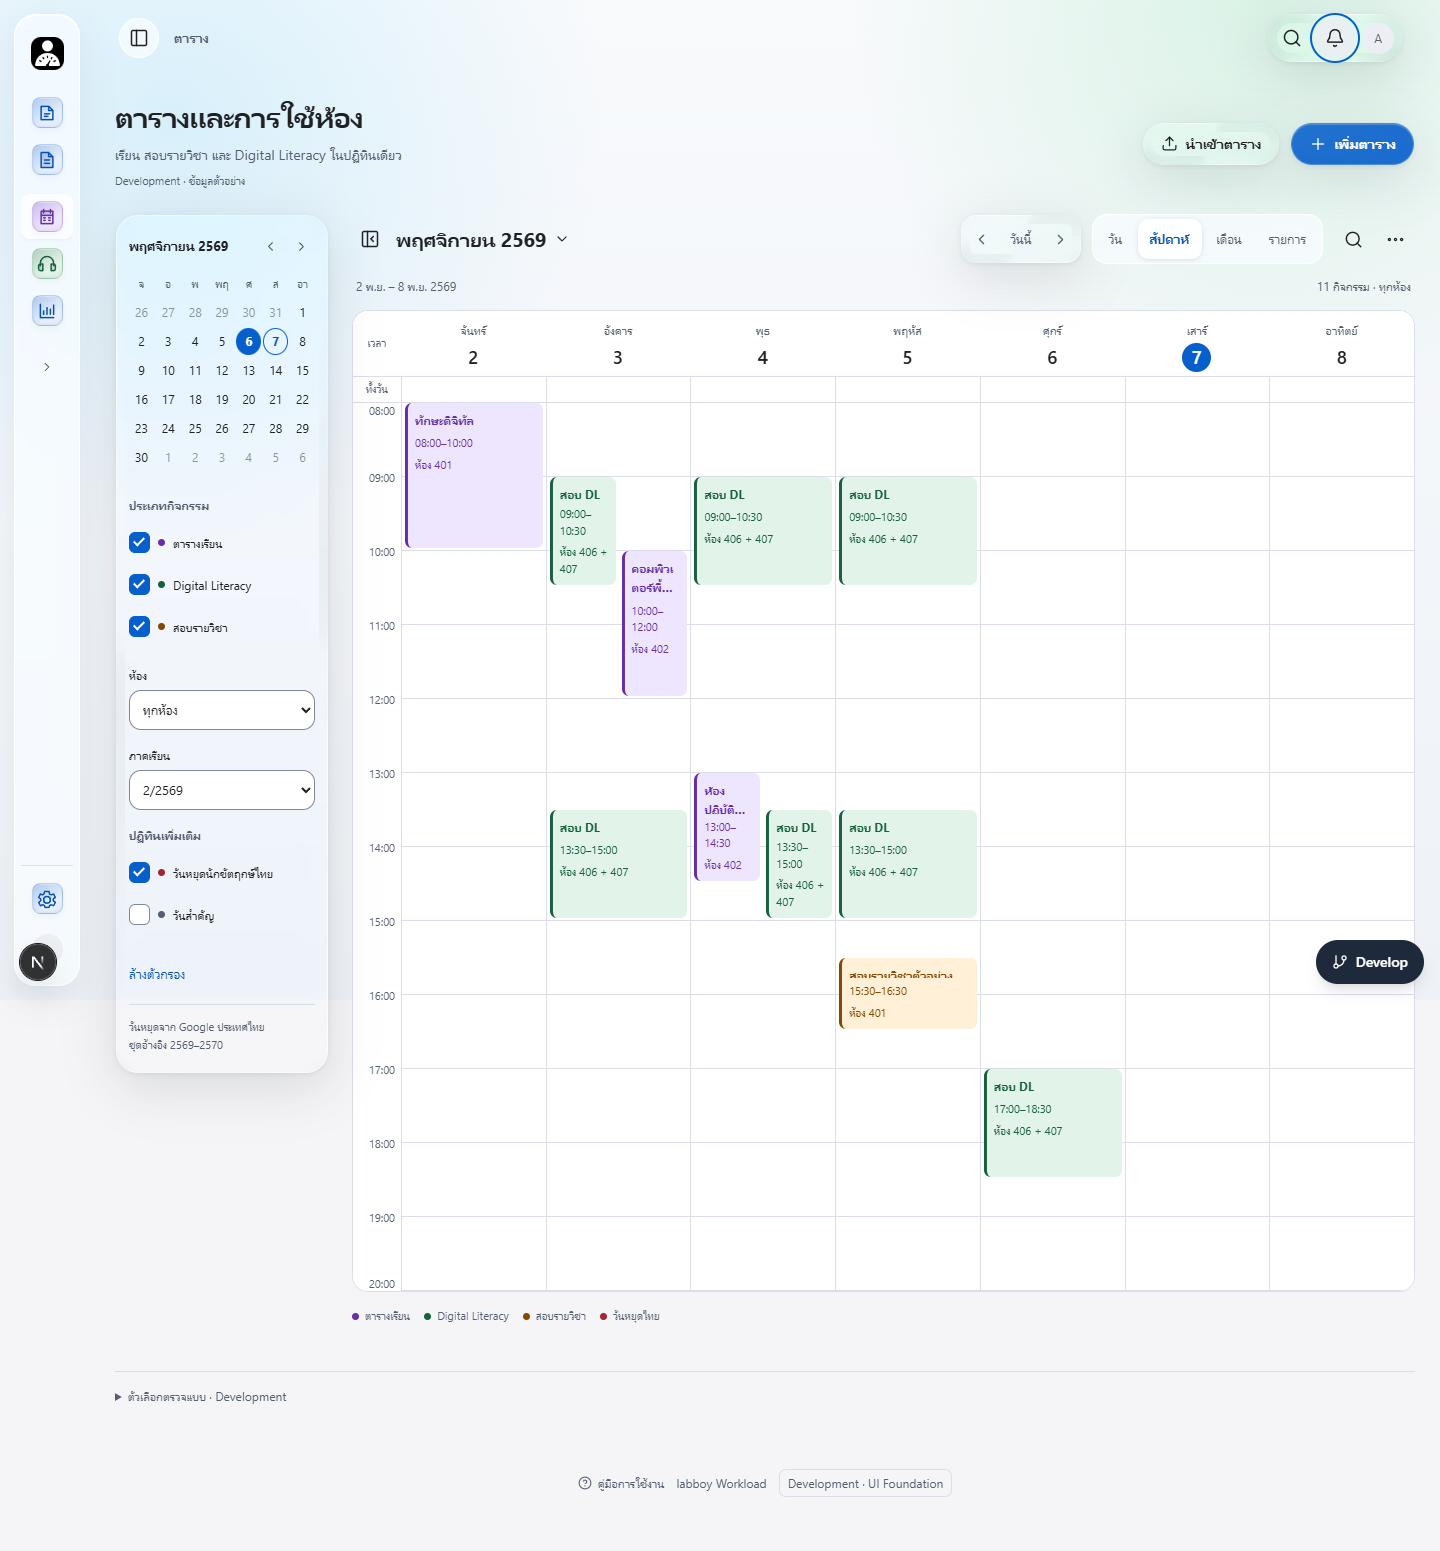 ตาราง
A
ตารางและการใช้ห้อง
เรียน สอบรายวิชา และ Digital Literacy ในปฏิทินเดียว
Development · ข้อมูลตัวอย่าง
นำเข้าตาราง
เพิ่มตาราง
พฤศจิกายน 2569
จ อ พ พฤ ศ ส อา
26 27 28 29 30 31 1
2 3 4 5 6 7 8
9 10 11 12 13 14 15
16 17 18 19 20 21 22
23 24 25 26 27 28 29
30 1 2 3 4 5 6
ประเภทกิจกรรม
ตารางเรียน
Digital Literacy
สอบรายวิชา
ห้อง
ทุกห้อง
ภาคเรียน
2/2569
ปฏิทินเพิ่มเติม
วันหยุดนักขัตฤกษ์ไทย
วันสำคัญ
ล้างตัวกรอง
วันหยุดจาก Google ประเทศไทย
ชุดอ้างอิง 2569–2570
N
พฤศจิกายน 2569
วันนี้
วัน สัปดาห์ เดือน รายการ
2 พ.ย. – 8 พ.ย. 2569
11 กิจกรรม · ทุกห้อง
เวลา
จันทร์ อังคาร พุธ พฤหัส ศุกร์ เสาร์ อาทิตย์
2 3 4 5 6 7 8
ทั้งวัน
08:00
09:00
10:00
11:00
12:00
13:00
14:00
15:00
16:00
17:00
18:00
19:00
20:00
ทักษะดิจิทัล
08:00–10:00
ห้อง 401
สอบ DL
09:00–
10:30
ห้อง 406 +
407
คอมพิวเ
ตอร์พื้...
10:00–
12:00
ห้อง 402
สอบ DL
13:30–15:00
ห้อง 406 + 407
สอบ DL
09:00–10:30
ห้อง 406 + 407
ห้อง
ปฏิบัติ...
13:00–
14:30
ห้อง 402
สอบ DL
13:30–
15:00
ห้อง 406 +
407
สอบ DL
09:00–10:30
ห้อง 406 + 407
สอบ DL
13:30–15:00
ห้อง 406 + 407
สอบรายวิชาตัวอย่าง
15:30–16:30
ห้อง 401
สอบ DL
17:00–18:30
ห้อง 406 + 407
Develop
ตารางเรียน
Digital Literacy
สอบรายวิชา
วันหยุดไทย
ตัวเลือกตรวจแบบ · Development
คู่มือการใช้งาน
labboy Workload
Development · UI Foundation